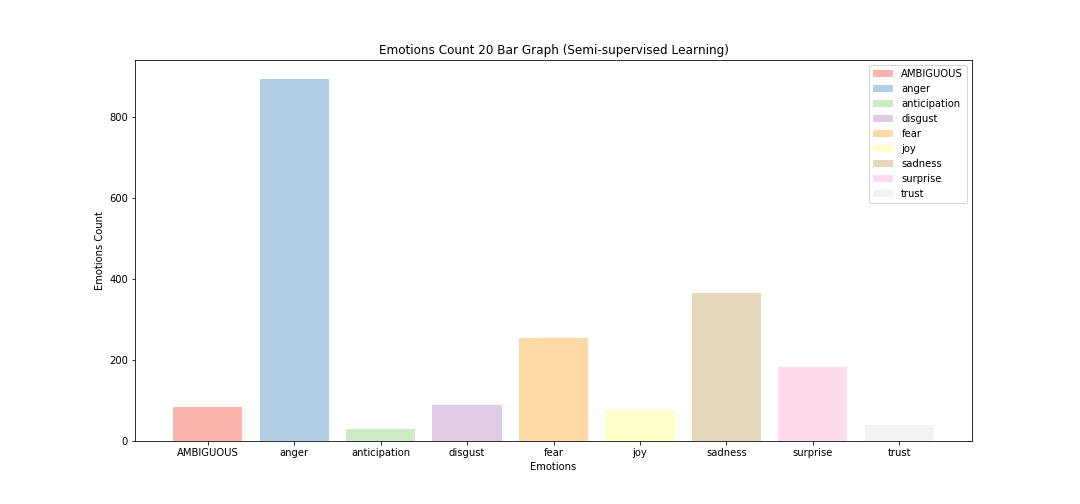 Emotions Count 20 Bar Graph (Semi-supervised Learning)
AMBIGUOUS
anger
anticipation
disgust
fear
joy
sadness
surprise
trust
800
600
400
200
0
Emotions Count
AMBIGUOUS anger anticipation disgust fear joy sadness surprise trust
Emotions